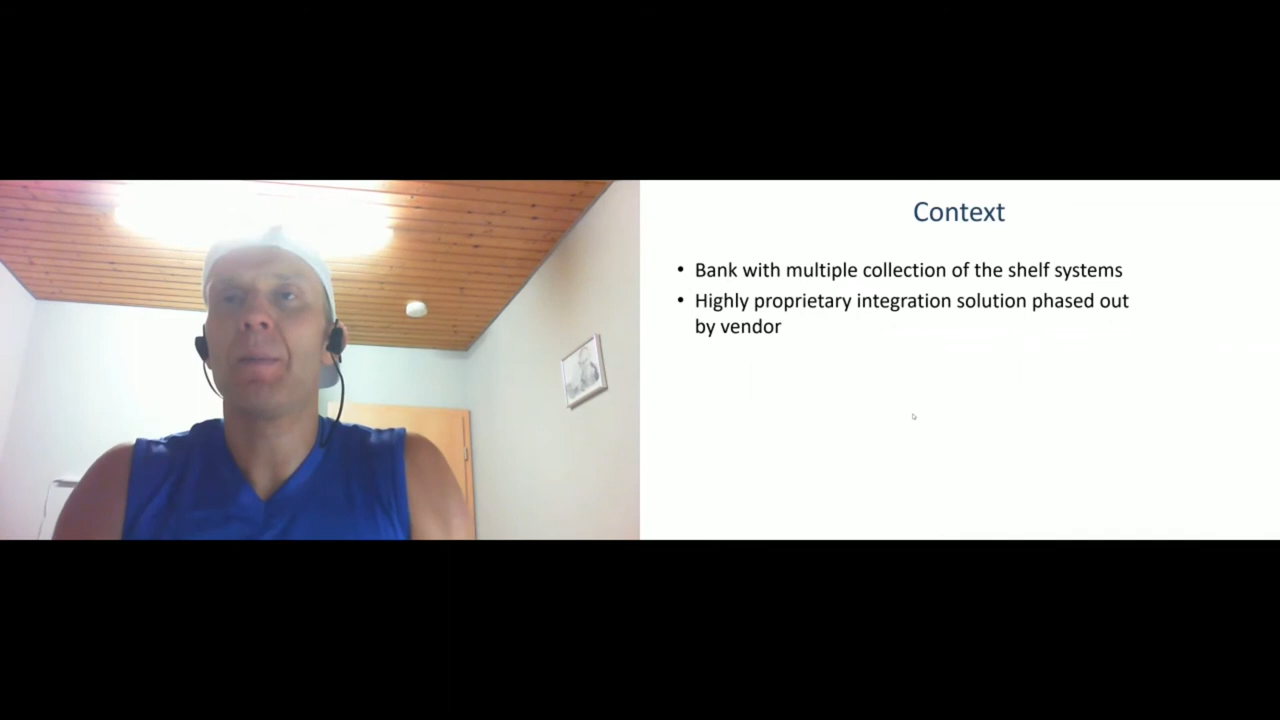 Context
• Bank with multiple collection of the shelf systems
• Highly proprietary integration solution phased out
by vendor